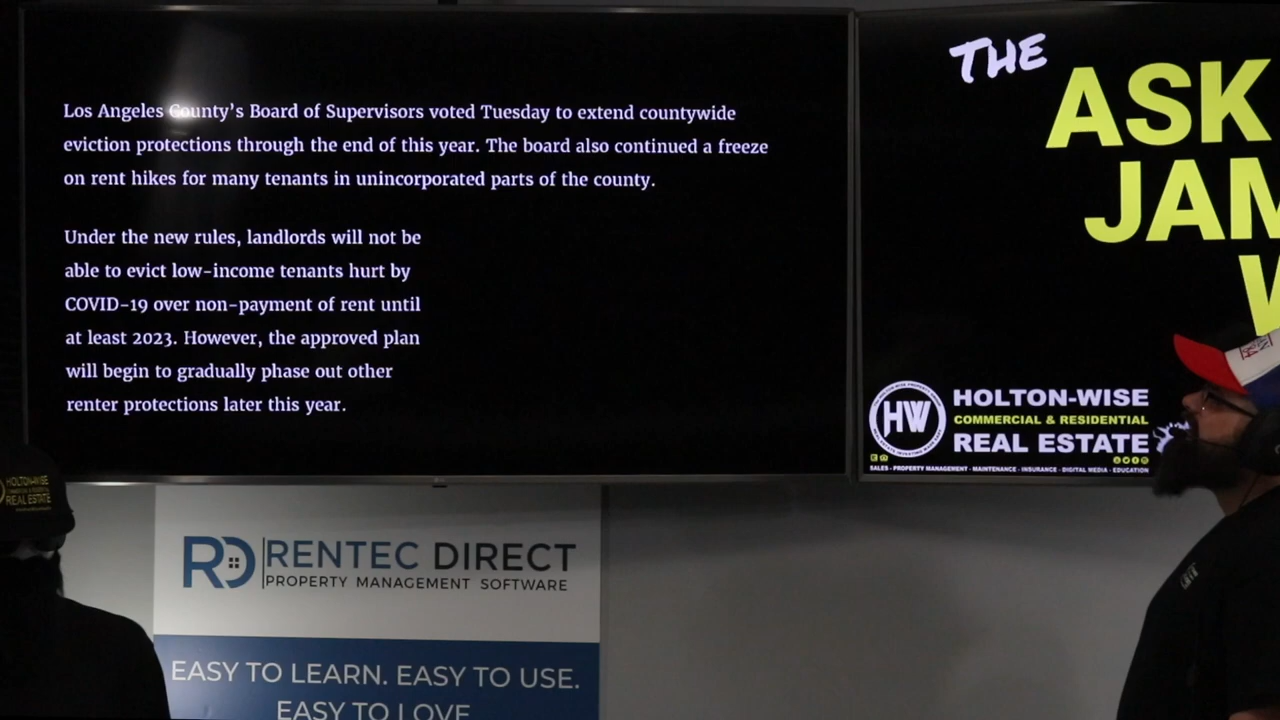 Los Angeles County's Board of Supervisors voted Tuesday to extend countywide
eviction protections through the end of this year. The board also continued a freeze
on rent hikes for many tenants in unincorporated parts of the county.
Under the new rules, landlords will not be
able to evict low-income tenants hurt by
COVID-19 over non-payment of rent until
at least 2023. However, the approved plan
will begin to gradually phase out other
renter protections later this year.
THE
ASK
JAM
W
HW
HOLTON-WISE
COMMERCIAL & RESIDENTIAL
REAL ESTATE
SALES - PROPERTY MANAGEMENT - MAINTENANCE - INSURANCE - DIGITAL MEDIA - EDUCATION
HOLTON-WISE
REAL ESTATE
RD RENTEC DIRECT
PROPERTY MANAGEMENT SOFTWARE
EASY TO LEARN. EASY TO USE.
EASY TO LOVE